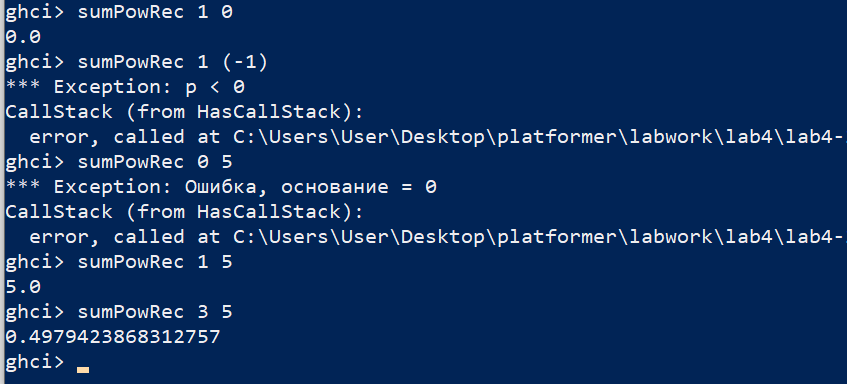 ghci> sumPowRec 1 0
0.0
ghci> sumPowRec 1 (-1)
*** Exception: p < 0
CallStack (from HasCallStack):
  error, called at C:\Users\User\Desktop\platformer\labwork\lab4\lab4-
ghci> sumPowRec 0 5
*** Exception: Ошибка, основание = 0
CallStack (from HasCallStack):
  error, called at C:\Users\User\Desktop\platformer\labwork\lab4\lab4-
ghci> sumPowRec 1 5
5.0
ghci> sumPowRec 3 5
0.4979423868312757
ghci>